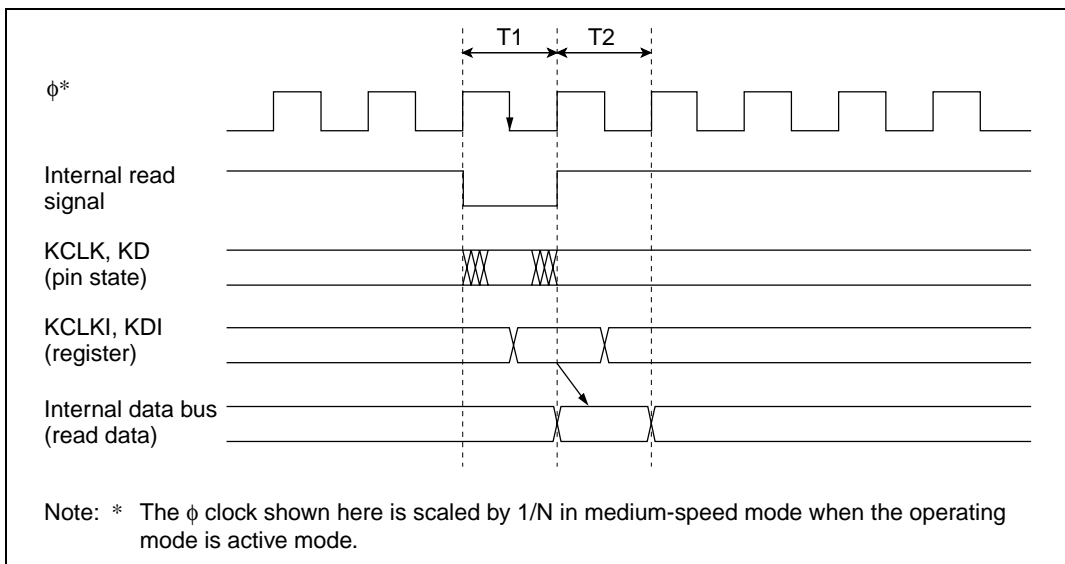 T1 T2
ϕ*
Internal read
signal
KCLK, KD
(pin state)
KCLKI, KDI
(register)
Internal data bus
(read data)
Note: * The ϕ clock shown here is scaled by 1/N in medium-speed mode when the operating
mode is active mode.